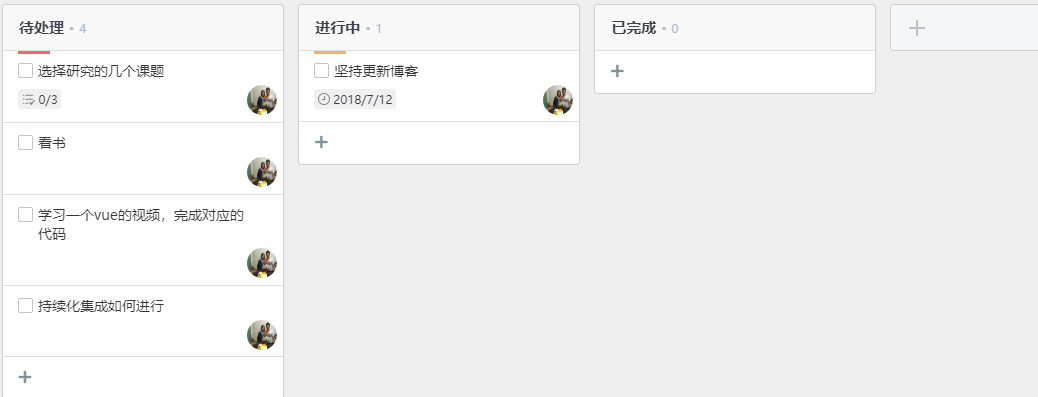 待处理 • 4
选择研究的几个课题
0/3
看书
学习一个vue的视频，完成对应的
代码
持续化集成如何进行
进行中 • 1
坚持更新博客
2018/7/12
已完成 • 0